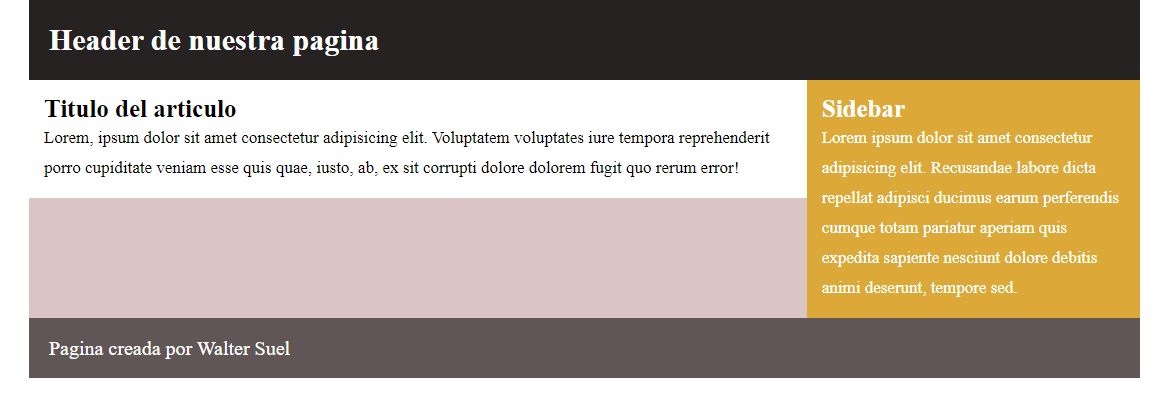 Header de nuestra pagina
Titulo del articulo
Lorem, ipsum dolor sit amet consectetur adipisicing elit. Voluptatem voluptates iure tempora reprehenderit
porro cupiditate veniam esse quis quae, iusto, ab, ex sit corrupti dolore dolorem fugit quo rerum error!
Sidebar
Lorem ipsum dolor sit amet consectetur
adipisicing elit. Recusandae labore dicta
repellat adipisci ducimus earum perferendis
cumque totam pariatur aperiam quis
expedita sapiente nesciunt dolore debitis
animi deserunt, tempore sed.
Pagina creada por Walter Suel